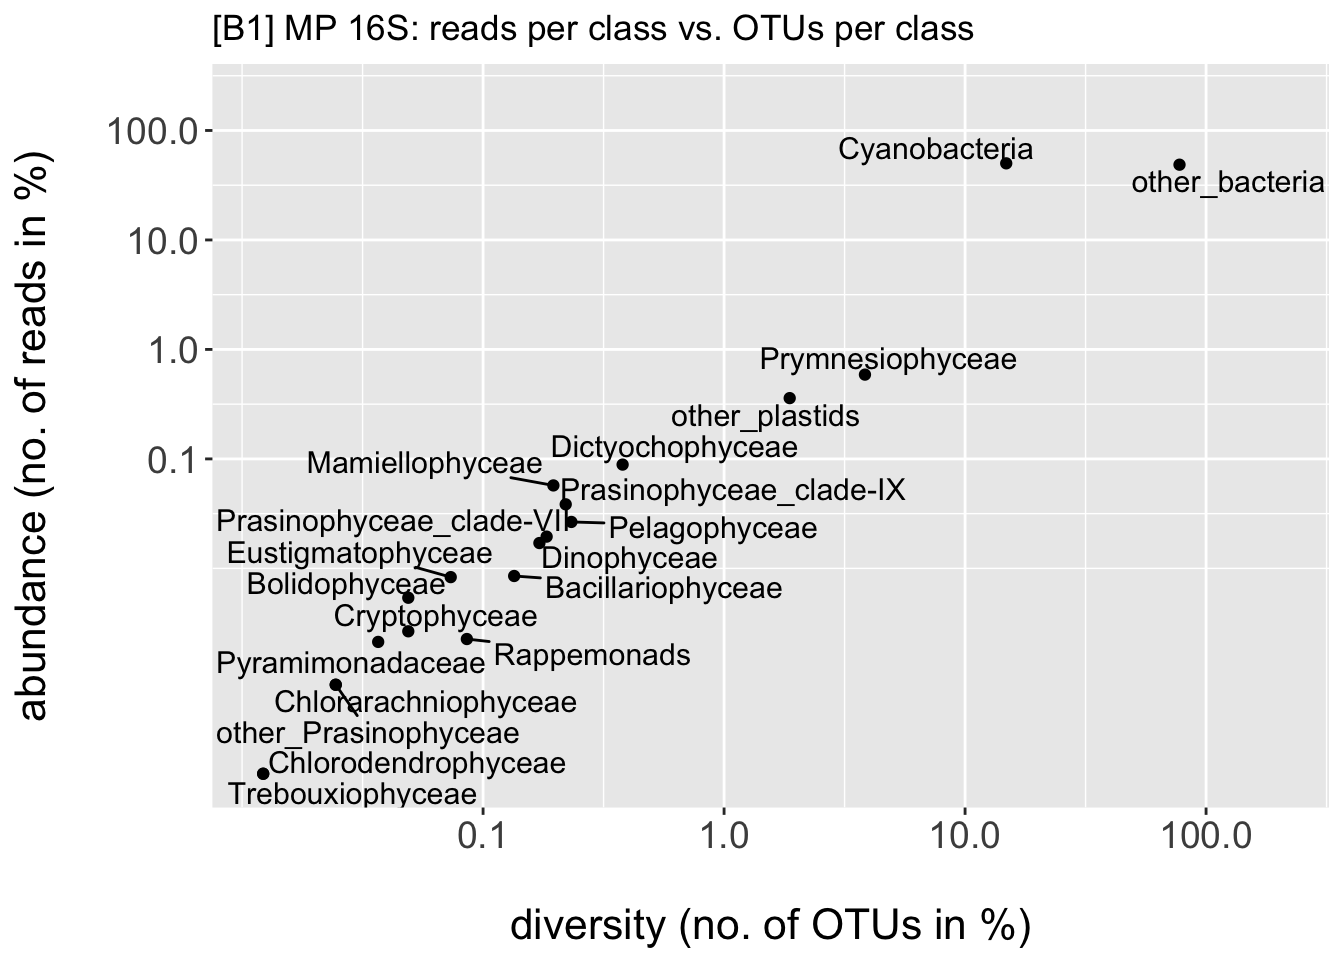 [B1] MP 16S: reads per class vs. OTUs per class
abundance (no. of reads in %)
100.0
10.0
1.0
0.1
Cyanobacteria
other_bacteria
Prymnesiophyceae
other_plastids
Dictyochophyceae
Mamiellophyceae
Prasinophyceae_clade-IX
Prasinophyceae_clade-VII
Pelagophyceae
Eustigmatophyceae
Dinophyceae
Bolidophyceae
Bacillariophyceae
Cryptophyceae
Rappemonads
Pyramimonadaceae
Chlorarachniophyceae
other_Prasinophyceae
Chlorodendrophyceae
Trebouxiophyceae
0.1
1.0
10.0
100.0
diversity (no. of OTUs in %)